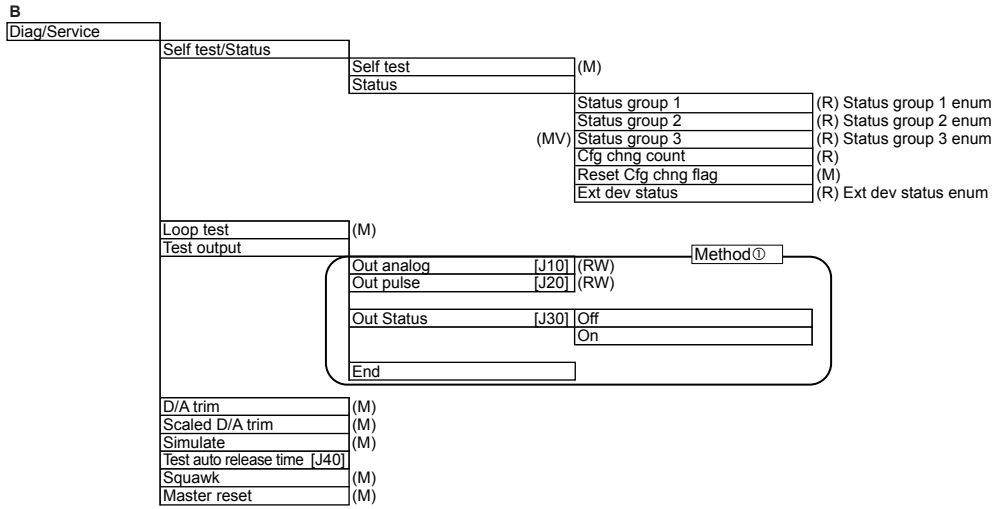 B
Diag/Service
Self test/Status
Self test (M)
Status
Status group 1 (R) Status group 1 enum
Status group 2 (R) Status group 2 enum
(MV) Status group 3 (R) Status group 3 enum
Cfg chng count (R)
Reset Cfg chng flag (M)
Ext dev status (R) Ext dev status enum
Loop test (M)
Test output
Method①
Out analog [J10] (RW)
Out pulse [J20] (RW)
Out Status [J30] Off
On
End
D/A trim (M)
Scaled D/A trim (M)
Simulate (M)
Test auto release time [J40]
Squawk (M)
Master reset (M)